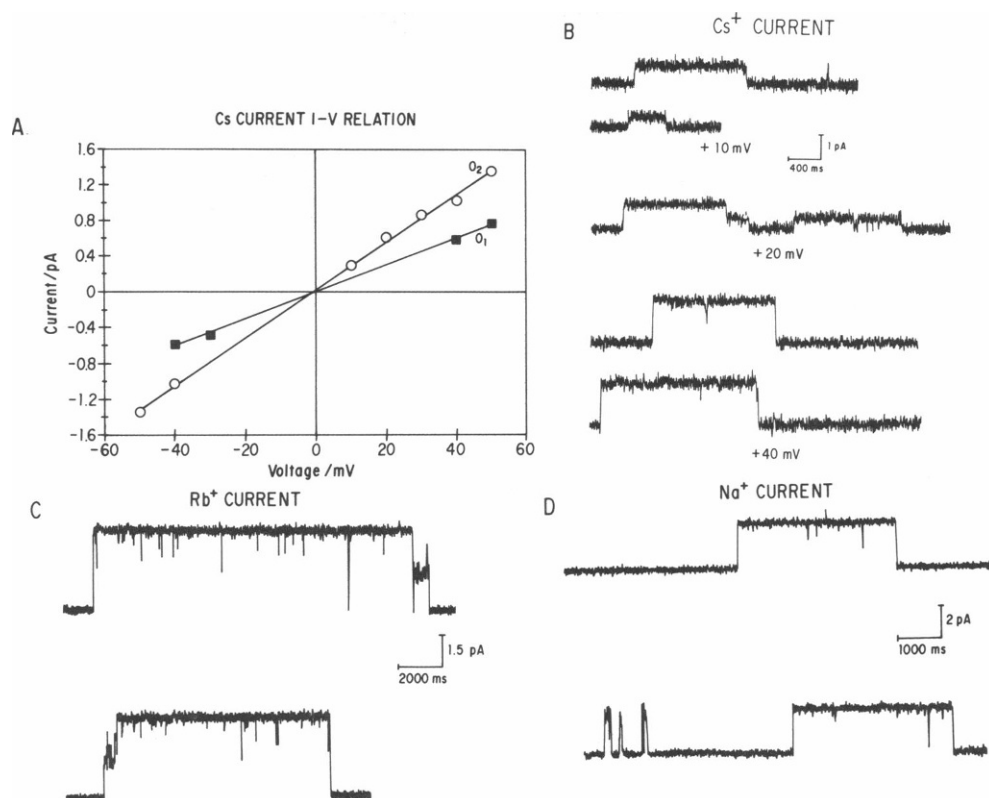 A.
Cs CURRENT I-V RELATION
1.6
1.2
0.8
0.4
0
-0.4
-0.8
-1.2
-1.6
Current/pA
O2
O1
-60 -40 -20 0 20 40 60
Voltage /mV
B
Cs+ CURRENT
+10 mV
1 pA
400 ms
+20 mV
+40 mV
C
Rb+ CURRENT
1.5 pA
2000 ms
D
Na+ CURRENT
2 pA
1000 ms